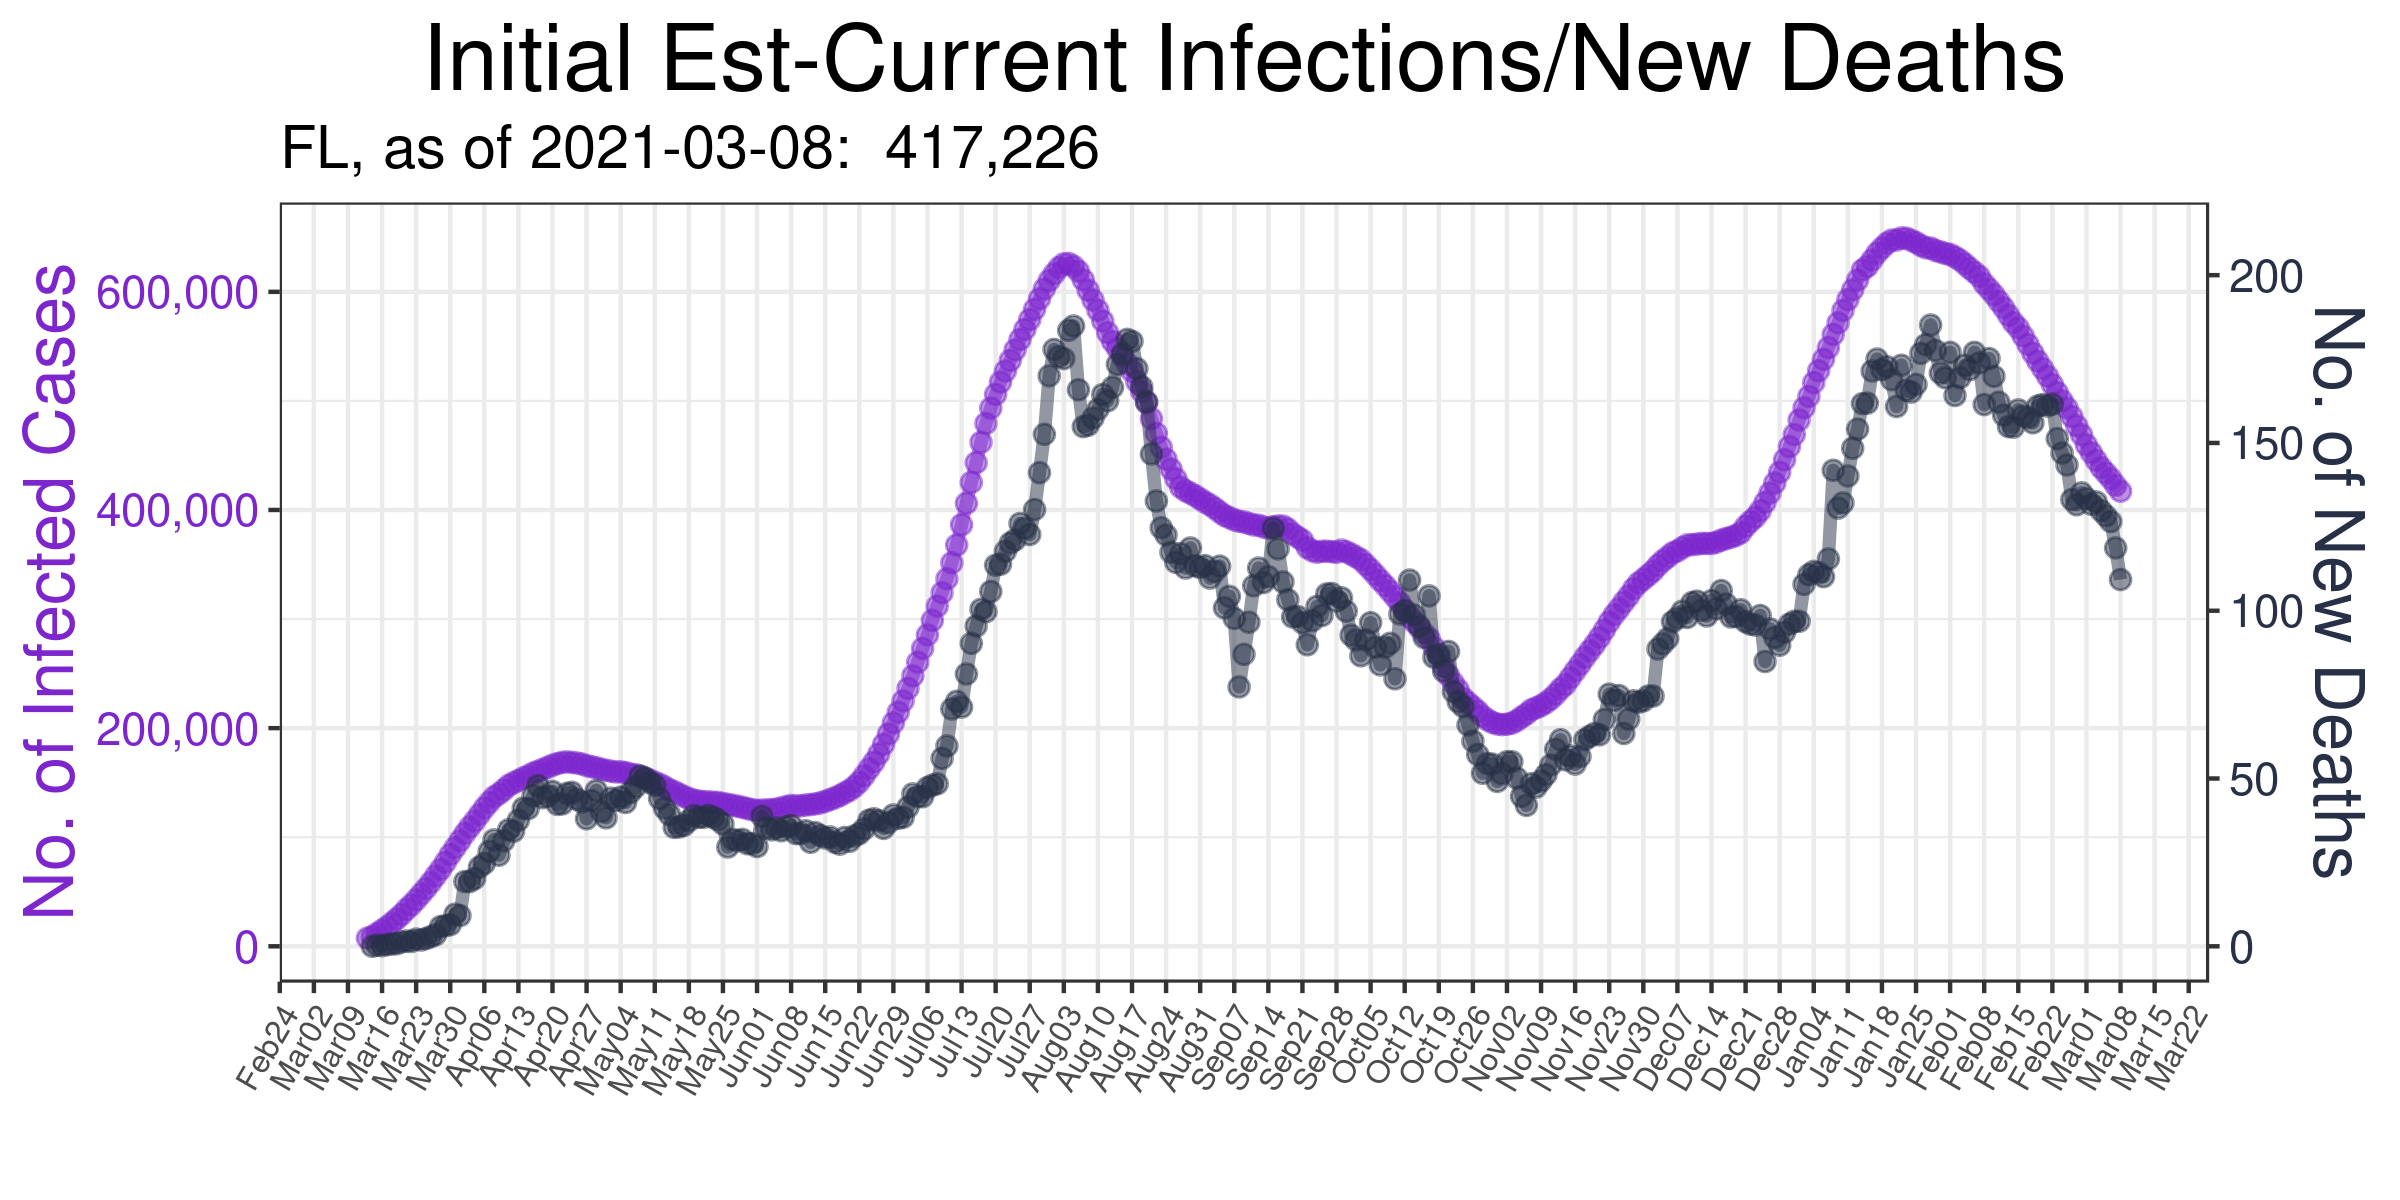 Initial Est-Current Infections/New Deaths
FL, as of 2021-03-08: 417,226
No. of Infected Cases
600,000
400,000
200,000
0
200
150
100
50
0
No. of New Deaths
Feb24
Mar02
Mar09
Mar16
Mar23
Mar30
Apr06
Apr13
Apr20
Apr27
May04
May11
May18
May25
Jun01
Jun08
Jun15
Jun22
Jun29
Jul06
Jul13
Jul20
Jul27
Aug03
Aug10
Aug17
Aug24
Aug31
Sep07
Sep14
Sep21
Sep28
Oct05
Oct12
Oct19
Oct26
Nov02
Nov09
Nov16
Nov23
Nov30
Dec07
Dec14
Dec21
Dec28
Jan04
Jan11
Jan18
Jan25
Feb01
Feb08
Feb15
Feb22
Mar01
Mar08
Mar15
Mar22